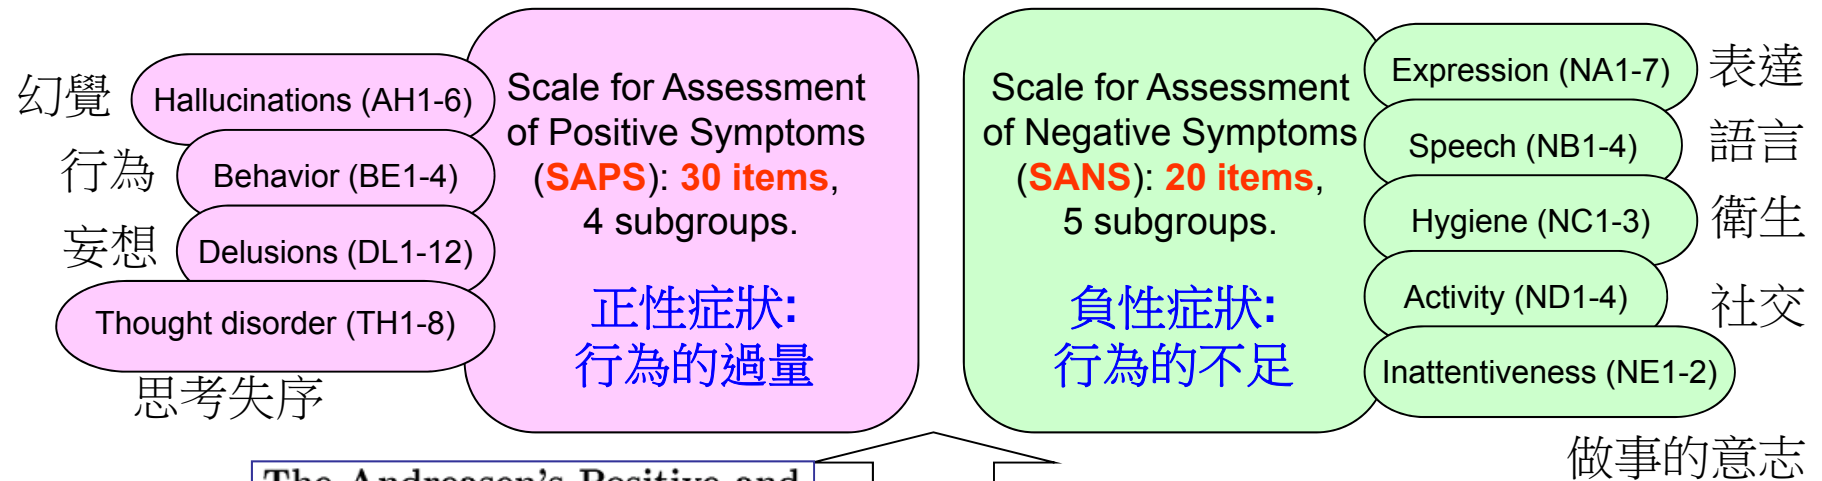 幻覺
Hallucinations (AH1-6)
行為
Behavior (BE1-4)
妄想
Delusions (DL1-12)
Thought disorder (TH1-8)
思考失序
Scale for Assessment
of Positive Symptoms
(SAPS): 30 items,
4 subgroups.
正性症狀:
行為的過量
Scale for Assessment
of Negative Symptoms
(SANS): 20 items,
5 subgroups.
負性症狀:
行為的不足
Expression (NA1-7)
表達
Speech (NB1-4)
語言
Hygiene (NC1-3)
衛生
Activity (ND1-4)
社交
Inattentiveness (NE1-2)
做事的意志
The Andreasen's Positive and